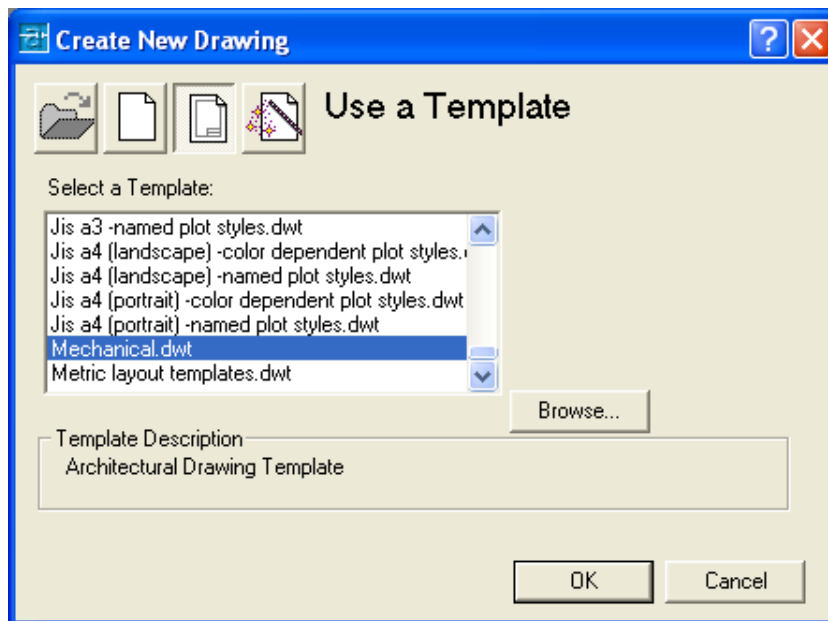 Create New Drawing
Use a Template
Select a Template:
Jis a3 -named plot styles.dwt
Jis a4 (landscape) -color dependent plot styles.
Jis a4 (landscape) -named plot styles.dwt
Jis a4 (portrait) -color dependent plot styles.dwt
Jis a4 (portrait) -named plot styles.dwt
Mechanical.dwt
Metric layout templates.dwt
Browse...
Template Description
Architectural Drawing Template
OK
Cancel